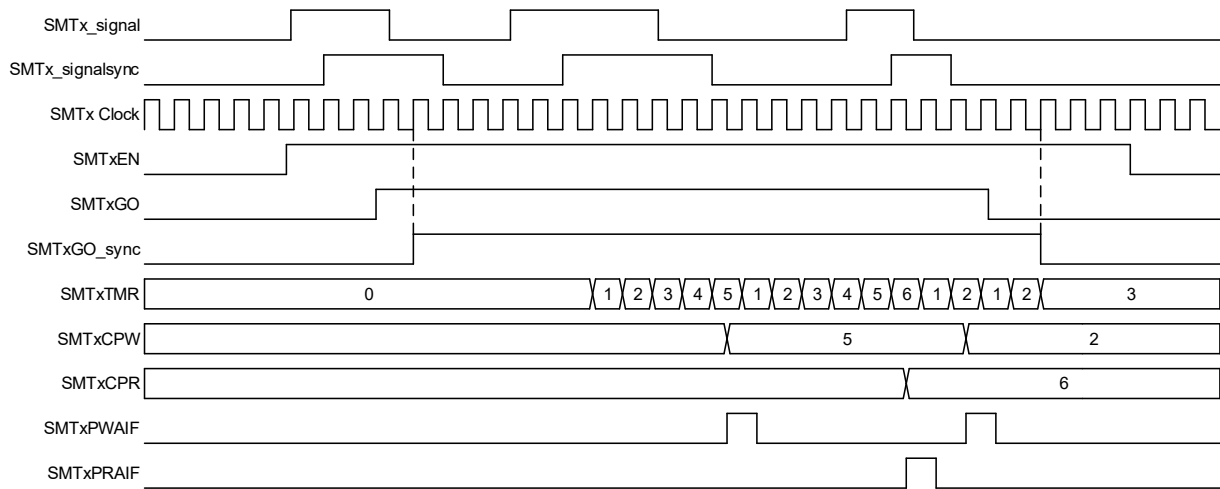 SMTx_signal
SMTx_signalsync
SMTx Clock
SMTxEN
SMTxGO
SMTxGO_sync
SMTxTMR 0 1 2 3 4 5 1 2 3 4 5 6 1 2 1 2 3
SMTxCPW 5 2
SMTxCPR 6
SMTxPWAIF
SMTxPRAIF